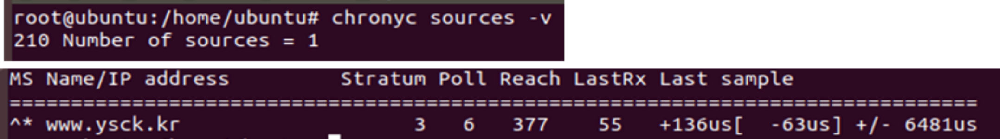 root@ubuntu:/home/ubuntu# chronyc sources -v
210 Number of sources = 1
MS Name/IP address         Stratum Poll Reach LastRx Last sample
===============================================================================
^* www.ysck.kr                   3   6   377    55   +136us[  -63us] +/- 6481us